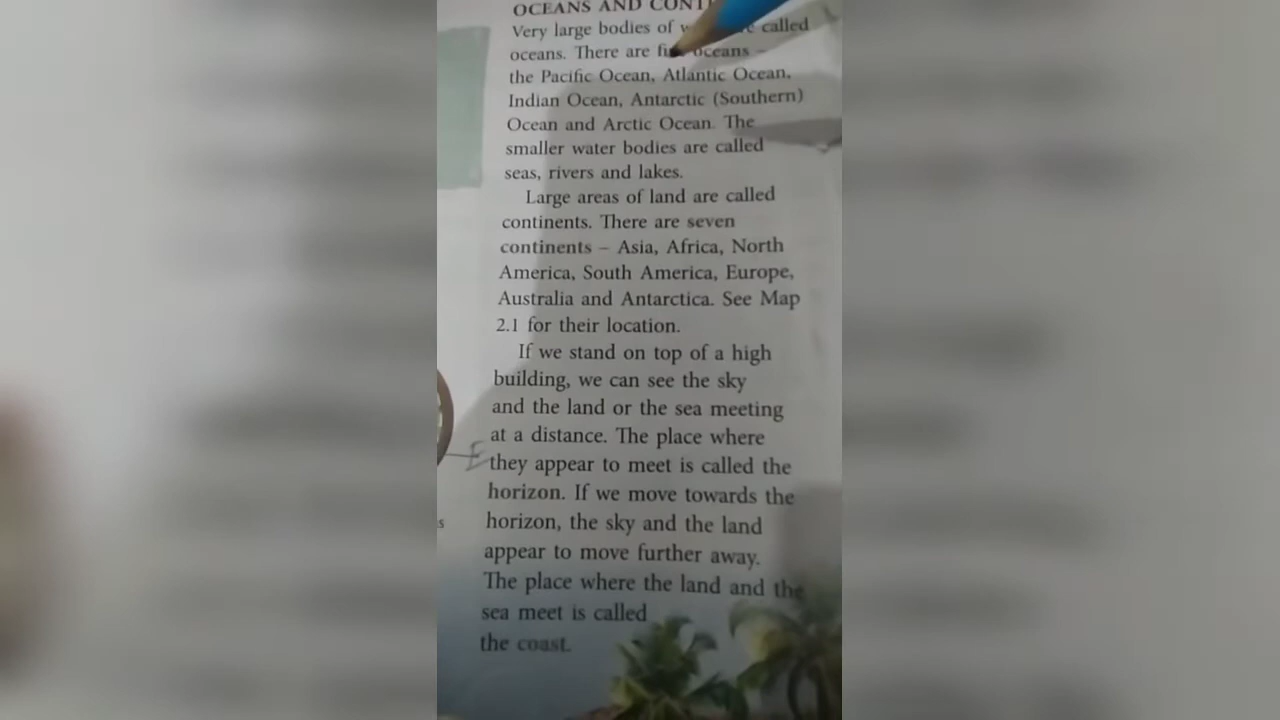 OCEANS AND
Very large bodies of called
oceans. There are oceans –
the Pacific Ocean, Atlantic Ocean,
Indian Ocean, Antarctic (Southern)
Ocean and Arctic Ocean. The
smaller water bodies are called
seas, rivers and lakes.
Large areas of land are called
continents. There are seven
continents – Asia, Africa, North
America, South America, Europe,
Australia and Antarctica. See Map
2.1 for their location.
If we stand on top of a high
building, we can see the sky
and the land or the sea meeting
at a distance. The place where
they appear to meet is called the
horizon. If we move towards the
horizon, the sky and the land
appear to move further away.
The place where the land and the
sea meet is called
the coast.